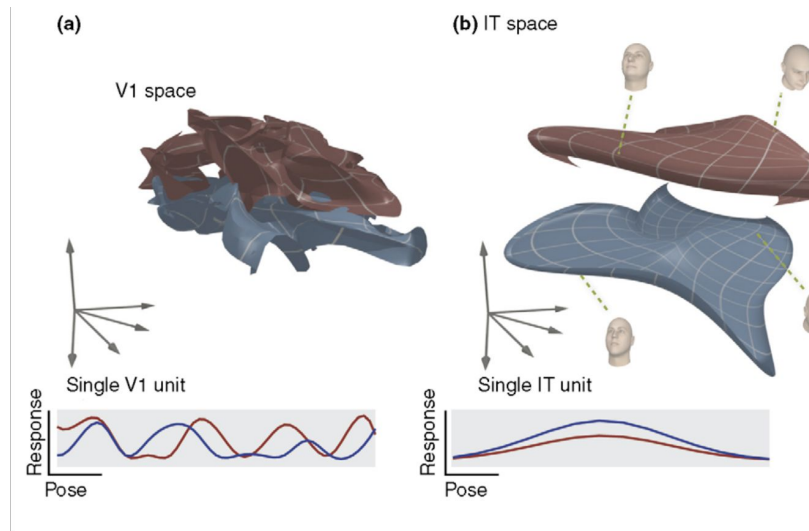 (a)
V1 space
Single V1 unit
Response
Pose
(b) IT space
Single IT unit
Response
Pose